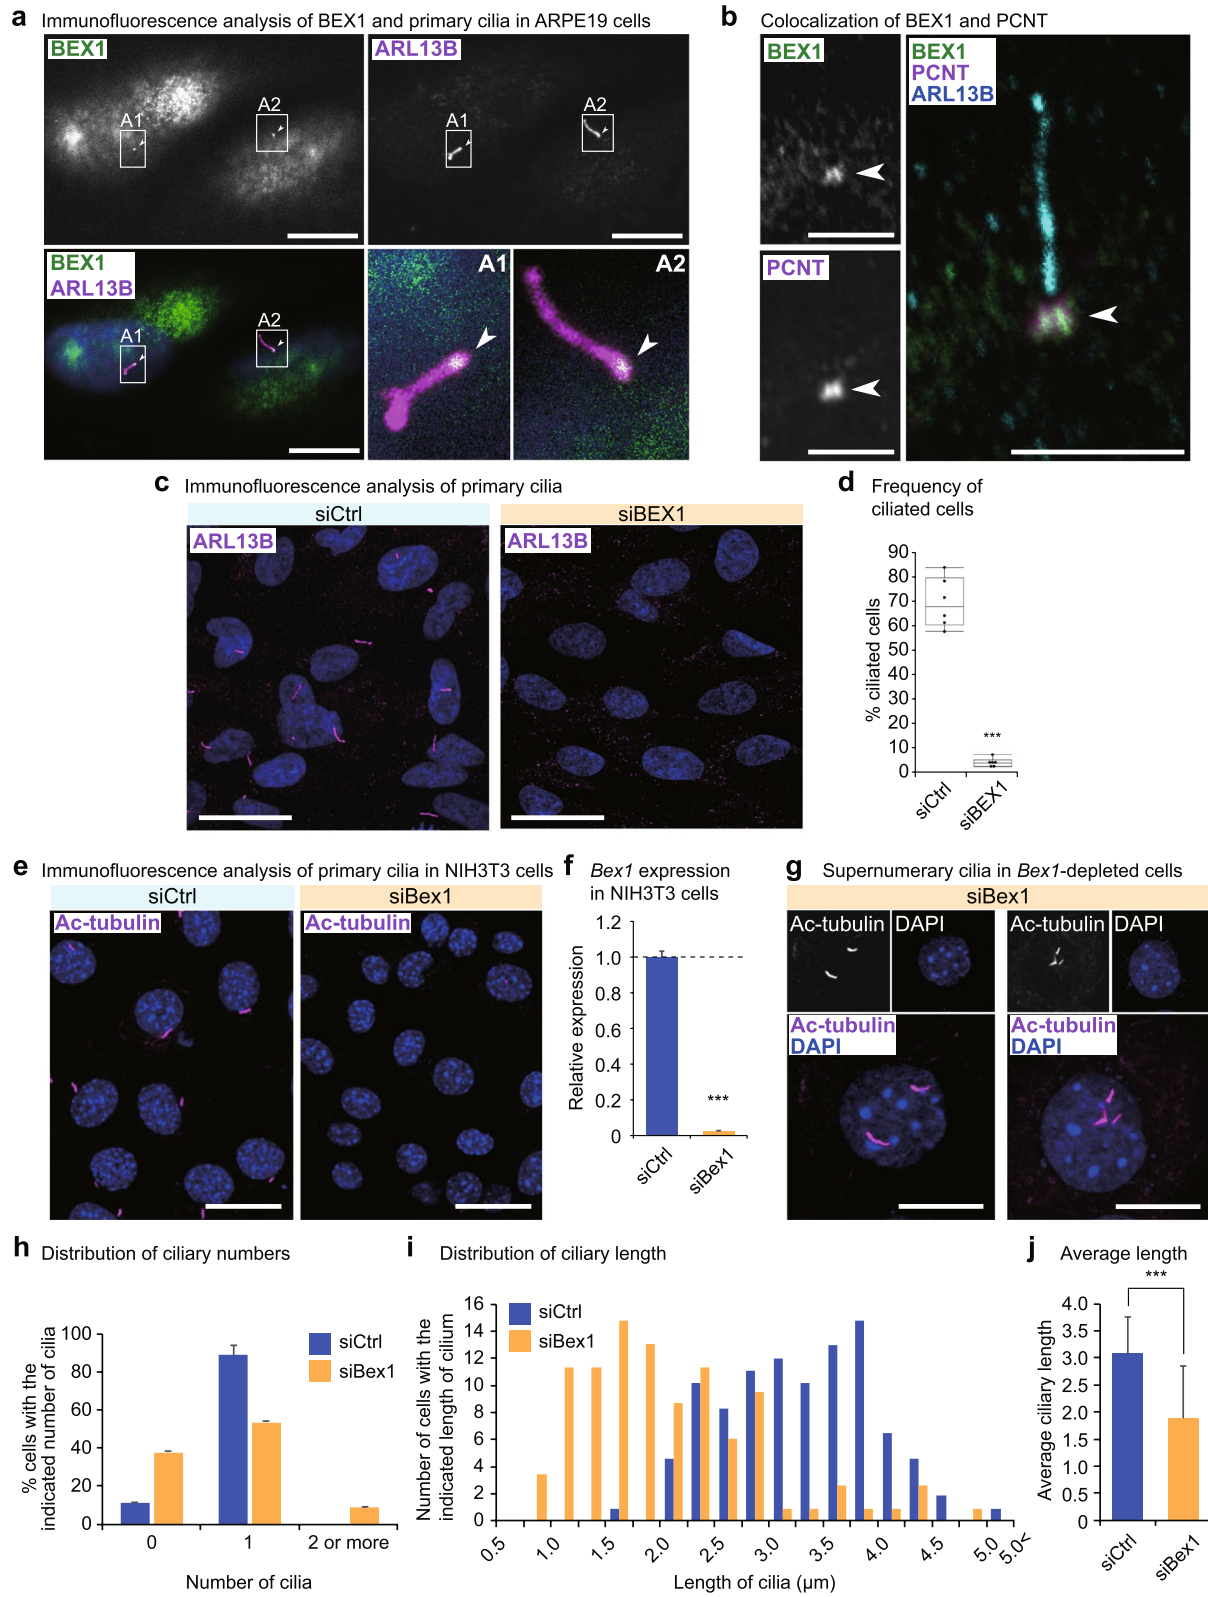 a Immunofluorescence analysis of BEX1 and primary cilia in ARPE19 cells
BEX1
A1
A2
ARL13B
A1
A2
BEX1
ARL13B
A1
A2
A1
A2
b Colocalization of BEX1 and PCNT
BEX1
PCNT
BEX1
PCNT
ARL13B
c Immunofluorescence analysis of primary cilia
siCtrl
siBEX1
ARL13B
ARL13B
d Frequency of
ciliated cells
% ciliated cells
90
80
70
60
50
40
30
20
10
0
***
siCtrl
siBEX1
e Immunofluorescence analysis of primary cilia in NIH3T3 cells
siCtrl
siBex1
Ac-tubulin
Ac-tubulin
f Bex1 expression
in NIH3T3 cells
Relative expression
1.2
1.0
0.8
0.6
0.4
0.2
0
***
siCtrl
siBex1
g Supernumerary cilia in Bex1-depleted cells
siBex1
Ac-tubulin
DAPI
Ac-tubulin
DAPI
Ac-tubulin
DAPI
Ac-tubulin
DAPI
h Distribution of ciliary numbers
% cells with the
indicated number of cilia
100
80
60
40
20
0
siCtrl
siBex1
0 1 2 or more
Number of cilia
i Distribution of ciliary length
Number of cells with the
indicated length of cilium
16
14
12
10
8
6
4
2
0
siCtrl
siBex1
0.5 1.0 1.5 2.0 2.5 3.0 3.5 4.0 4.5 5.0 5.0<
Length of cilia (μm)
j Average length
***
Average ciliary length
4.0
3.5
3.0
2.5
2.0
1.5
1.0
0.5
0
siCtrl
siBex1